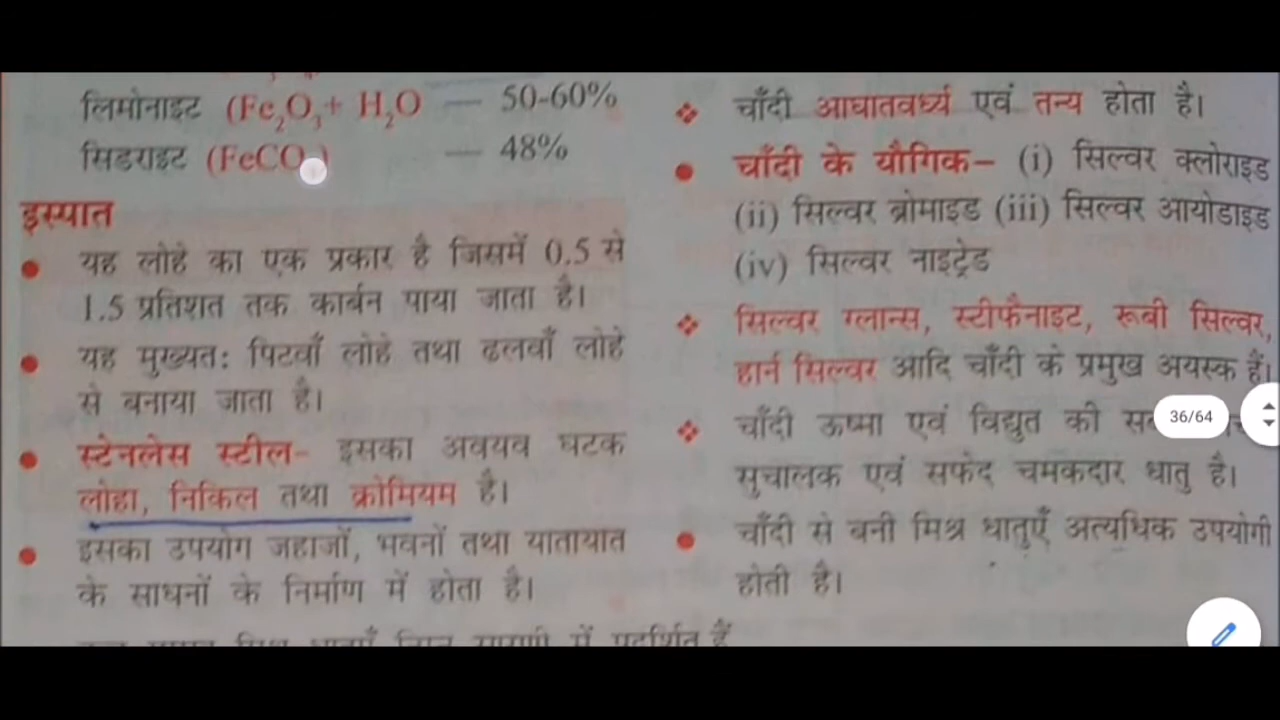 लिमोनाइट (Fe₂O₃+ H₂O — 50-60%
सिडराइट (FeCO — 48%
इस्पात
• यह लोहे का एक प्रकार है जिसमें 0.5 से
1.5 प्रतिशत तक कार्बन पाया जाता है।
• यह मुख्यतः पिटवाँ लोहे तथा ढलवाँ लोहे
से बनाया जाता है।
• स्टेनलेस स्टील– इसका अवयव घटक
लोहा, निकिल तथा क्रोमियम है।
• इसका उपयोग जहाजों, भवनों तथा यातायात
के साधनों के निर्माण में होता है।
❖ चाँदी आघातवर्ध्य एवं तन्य होता है।
• चाँदी के यौगिक– (i) सिल्वर क्लोराइड
(ii) सिल्वर ब्रोमाइड (iii) सिल्वर आयोडाइड
(iv) सिल्वर नाइट्रेड
❖ सिल्वर ग्लान्स, स्टीफैनाइट, रूबी सिल्वर,
हार्न सिल्वर आदि चाँदी के प्रमुख अयस्क हैं।
❖ चाँदी ऊष्मा एवं विद्युत की
सुचालक एवं सफेद चमकदार धातु है।
• चाँदी से बनी मिश्र धातुएँ अत्यधिक उपयोगी
होती है।
36/64